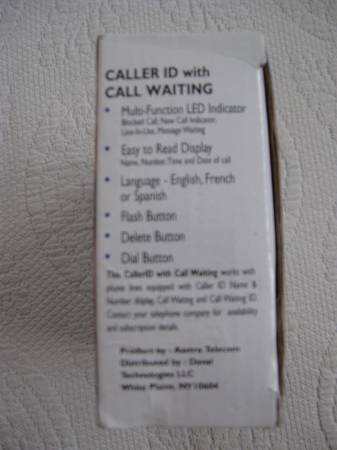 CALLER ID with
CALL WAITING
• Multi-Function LED Indicator
Blocked Call, New Call Indicator,
Line-In-Use, Message Waiting
• Easy to Read Display
Name, Number, Time and Date of call
• Language - English, French
or Spanish
• Flash Button
• Delete Button
• Dial Button
This CallerID with Call Waiting works with
phone lines equipped with Caller ID Name &
Number display, Call Waiting and Call Waiting ID.
Contact your telephone company for availability
and subscription details.
Product by : Aastra Telecom
Distributed by : Deval
Technologies LLC
White Plains, NY 10604